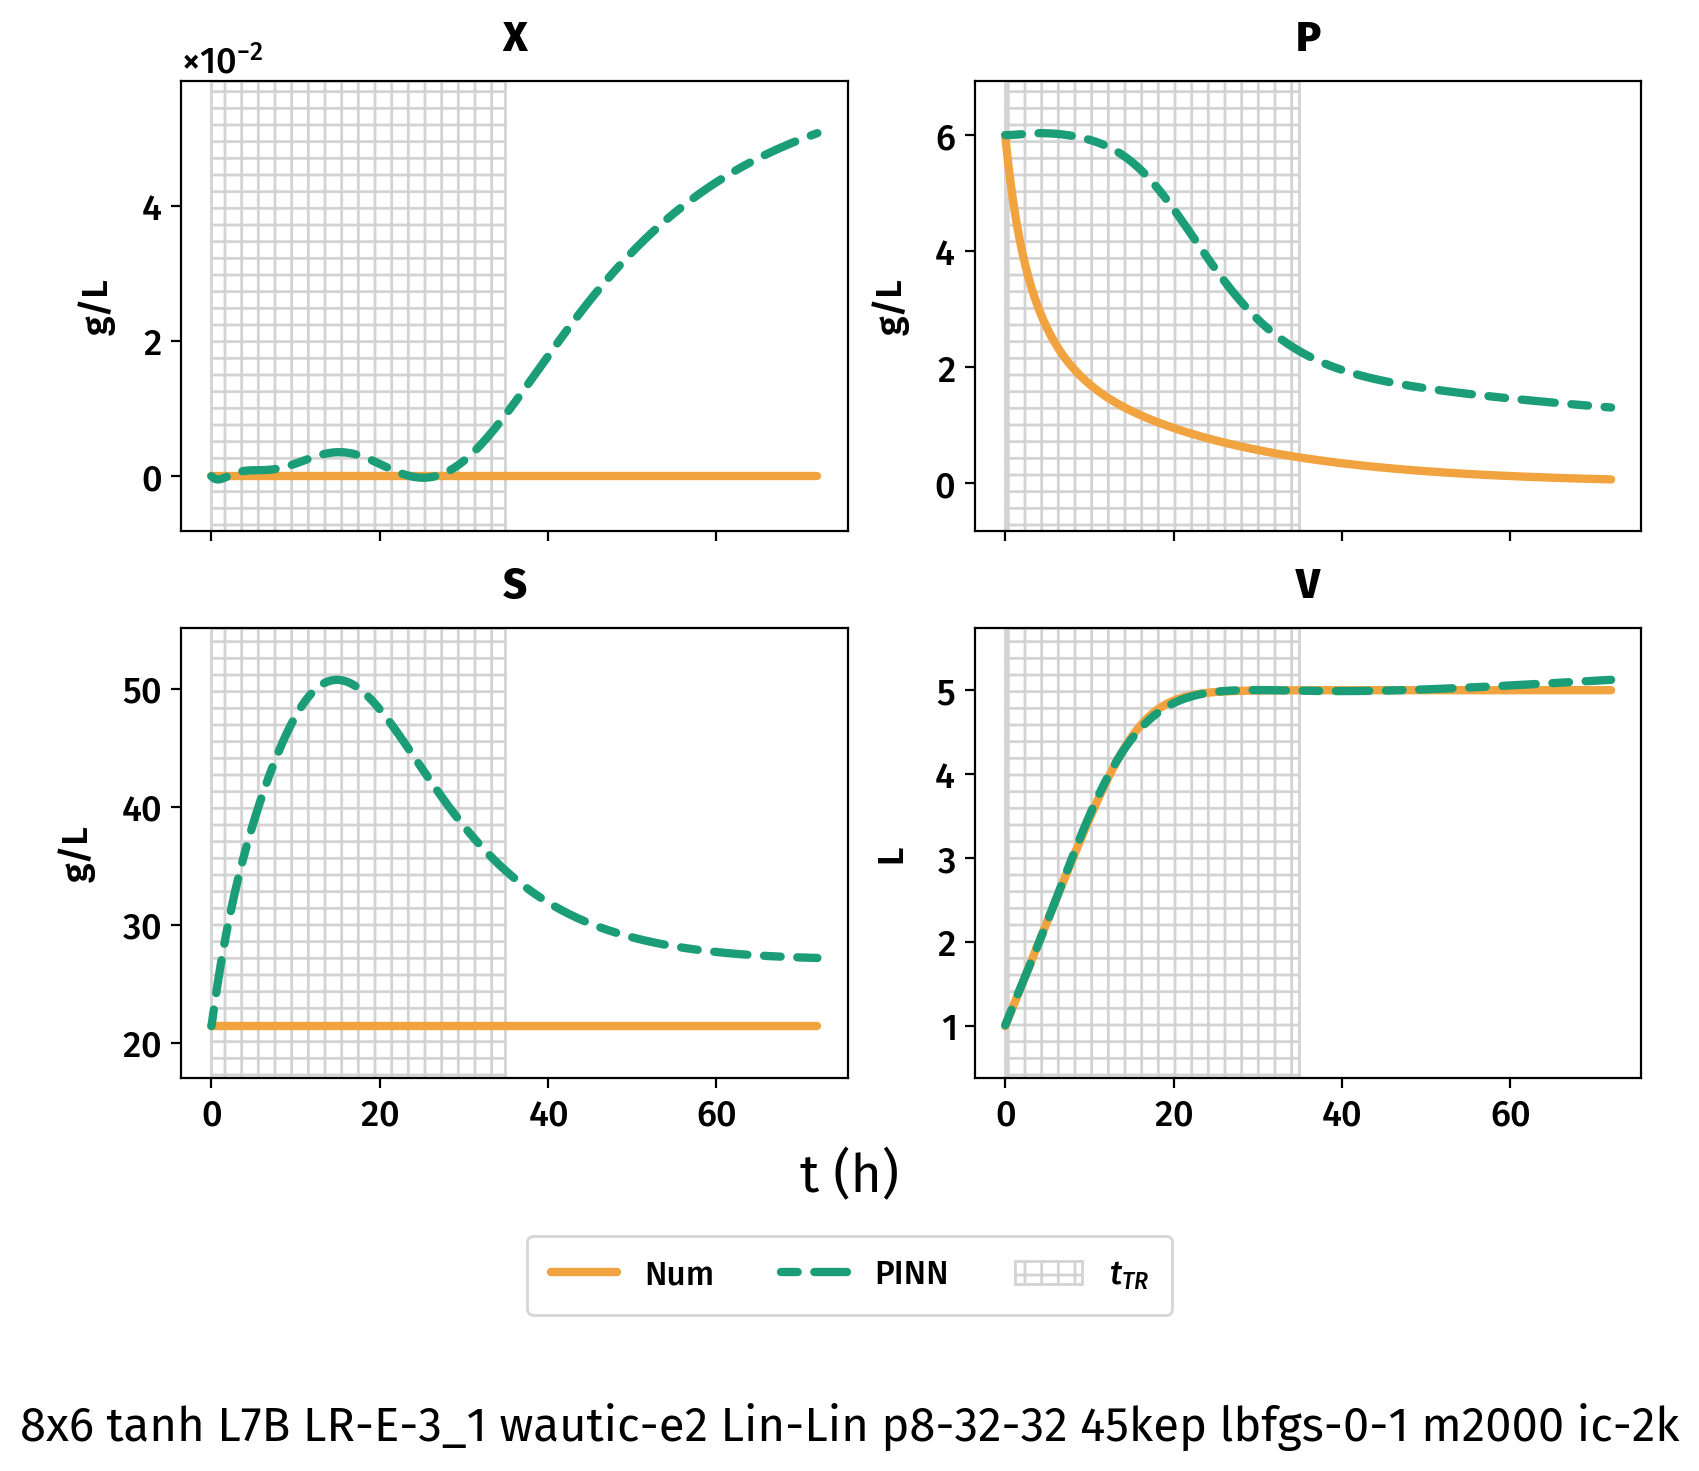 X
P
×10⁻²
g/L
4
2
0
g/L
6
4
2
0
S
V
g/L
50
40
30
20
0 20 40 60
L
5
4
3
2
1
0 20 40 60
t (h)
Num PINN tTR
8x6 tanh L7B LR-E-3_1 wautic-e2 Lin-Lin p8-32-32 45kep lbfgs-0-1 m2000 ic-2k